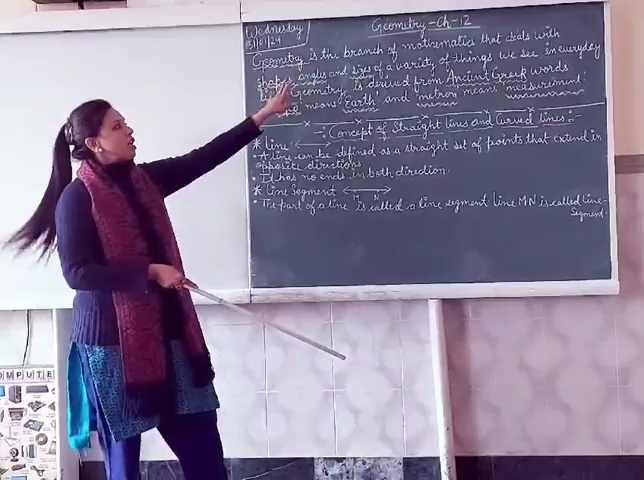 Wednesday
31/01/24
Geometry - Ch-12
Geometry is the branch of mathematics that deals with
shapes, angles and sizes of a variety of things we see in everyday
Geometry is derived from Ancient Greek words
means 'Earth' and 'metron' means 'measurement'
Concept of Straight lines and Curved lines:-
* Line:
• A line can be defined as a straight set of points that extend in
opposite directions
• It has no ends in both direction.
* Line Segment
M N
• The part of a line is called a line segment Line MN is called Line-
Segment.
COMPUTE